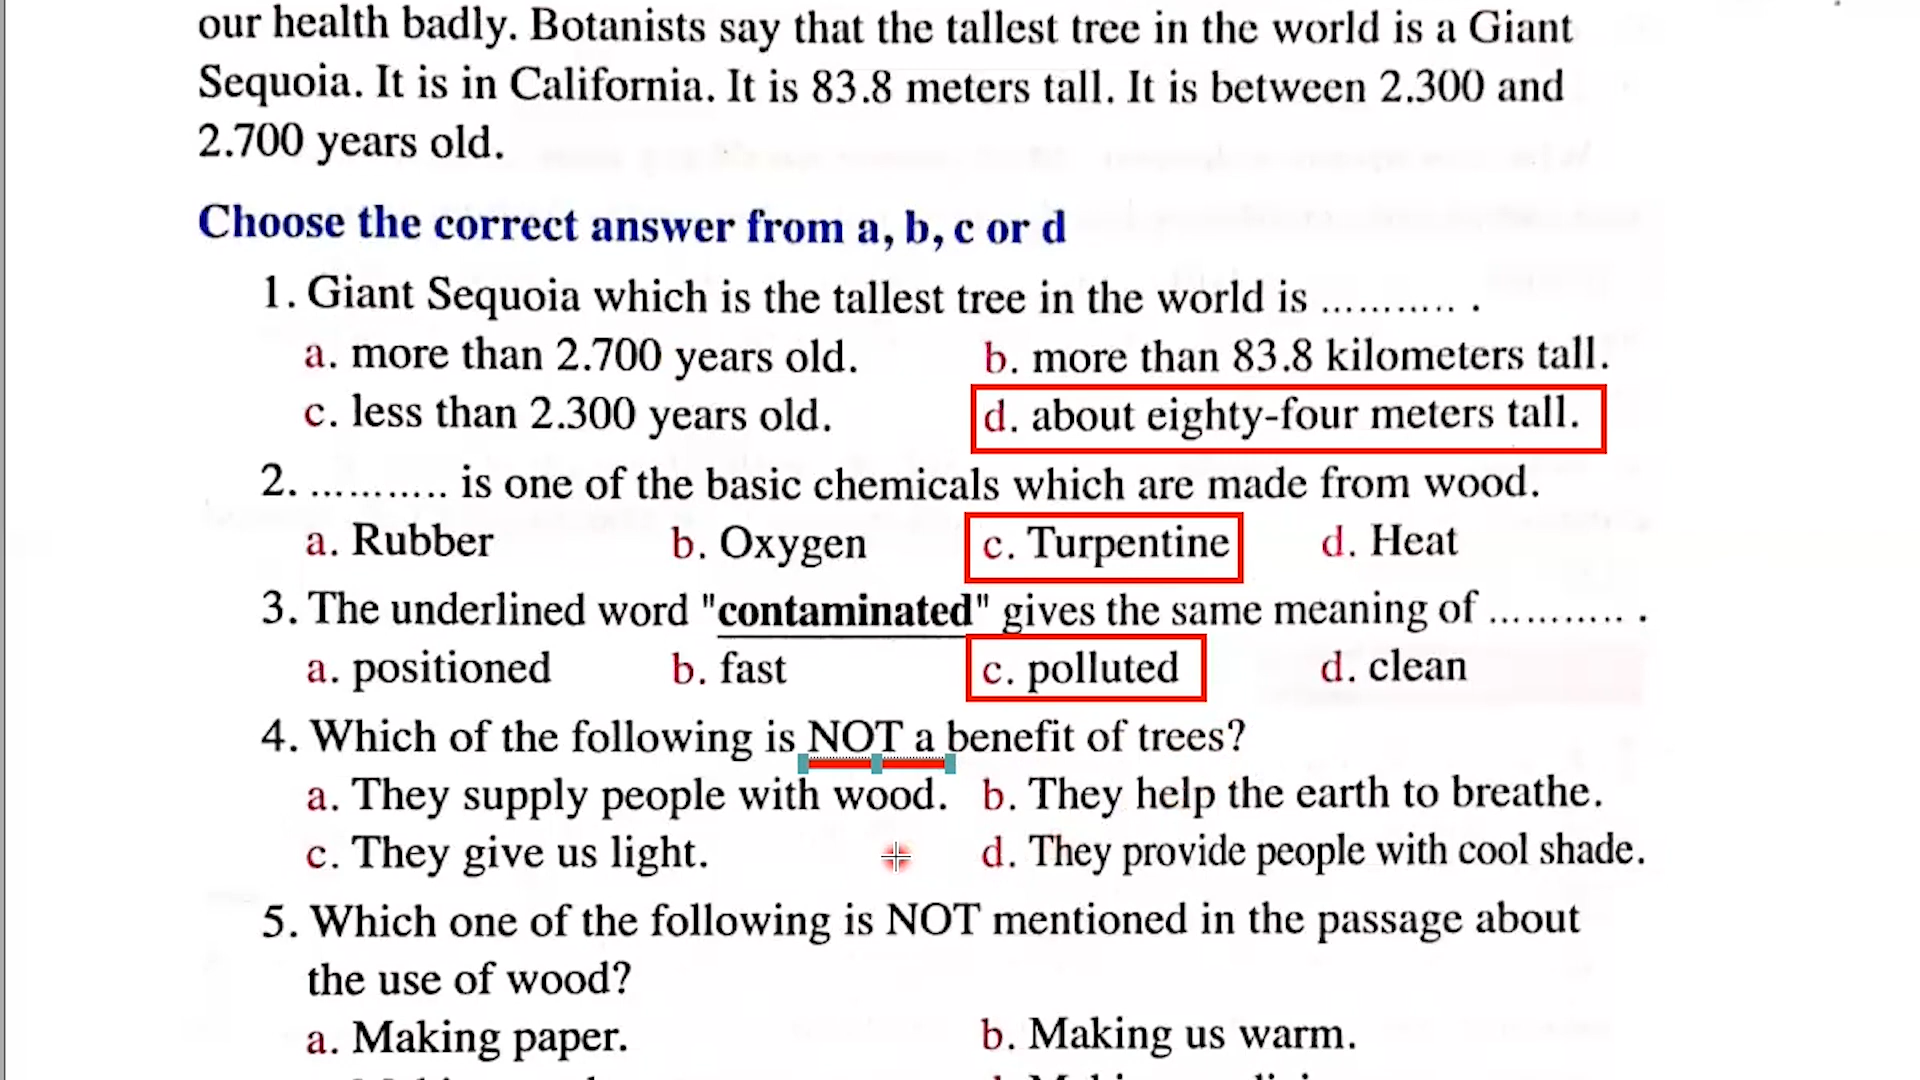 our health badly. Botanists say that the tallest tree in the world is a Giant
Sequoia. It is in California. It is 83.8 meters tall. It is between 2.300 and
2.700 years old.
Choose the correct answer from a, b, c or d
1. Giant Sequoia which is the tallest tree in the world is ........... .
a. more than 2.700 years old. b. more than 83.8 kilometers tall.
c. less than 2.300 years old. d. about eighty-four meters tall.
2. ........... is one of the basic chemicals which are made from wood.
a. Rubber b. Oxygen c. Turpentine d. Heat
3. The underlined word "contaminated" gives the same meaning of ........... .
a. positioned b. fast c. polluted d. clean
4. Which of the following is NOT a benefit of trees?
a. They supply people with wood. b. They help the earth to breathe.
c. They give us light. d. They provide people with cool shade.
5. Which one of the following is NOT mentioned in the passage about
the use of wood?
a. Making paper. b. Making us warm.